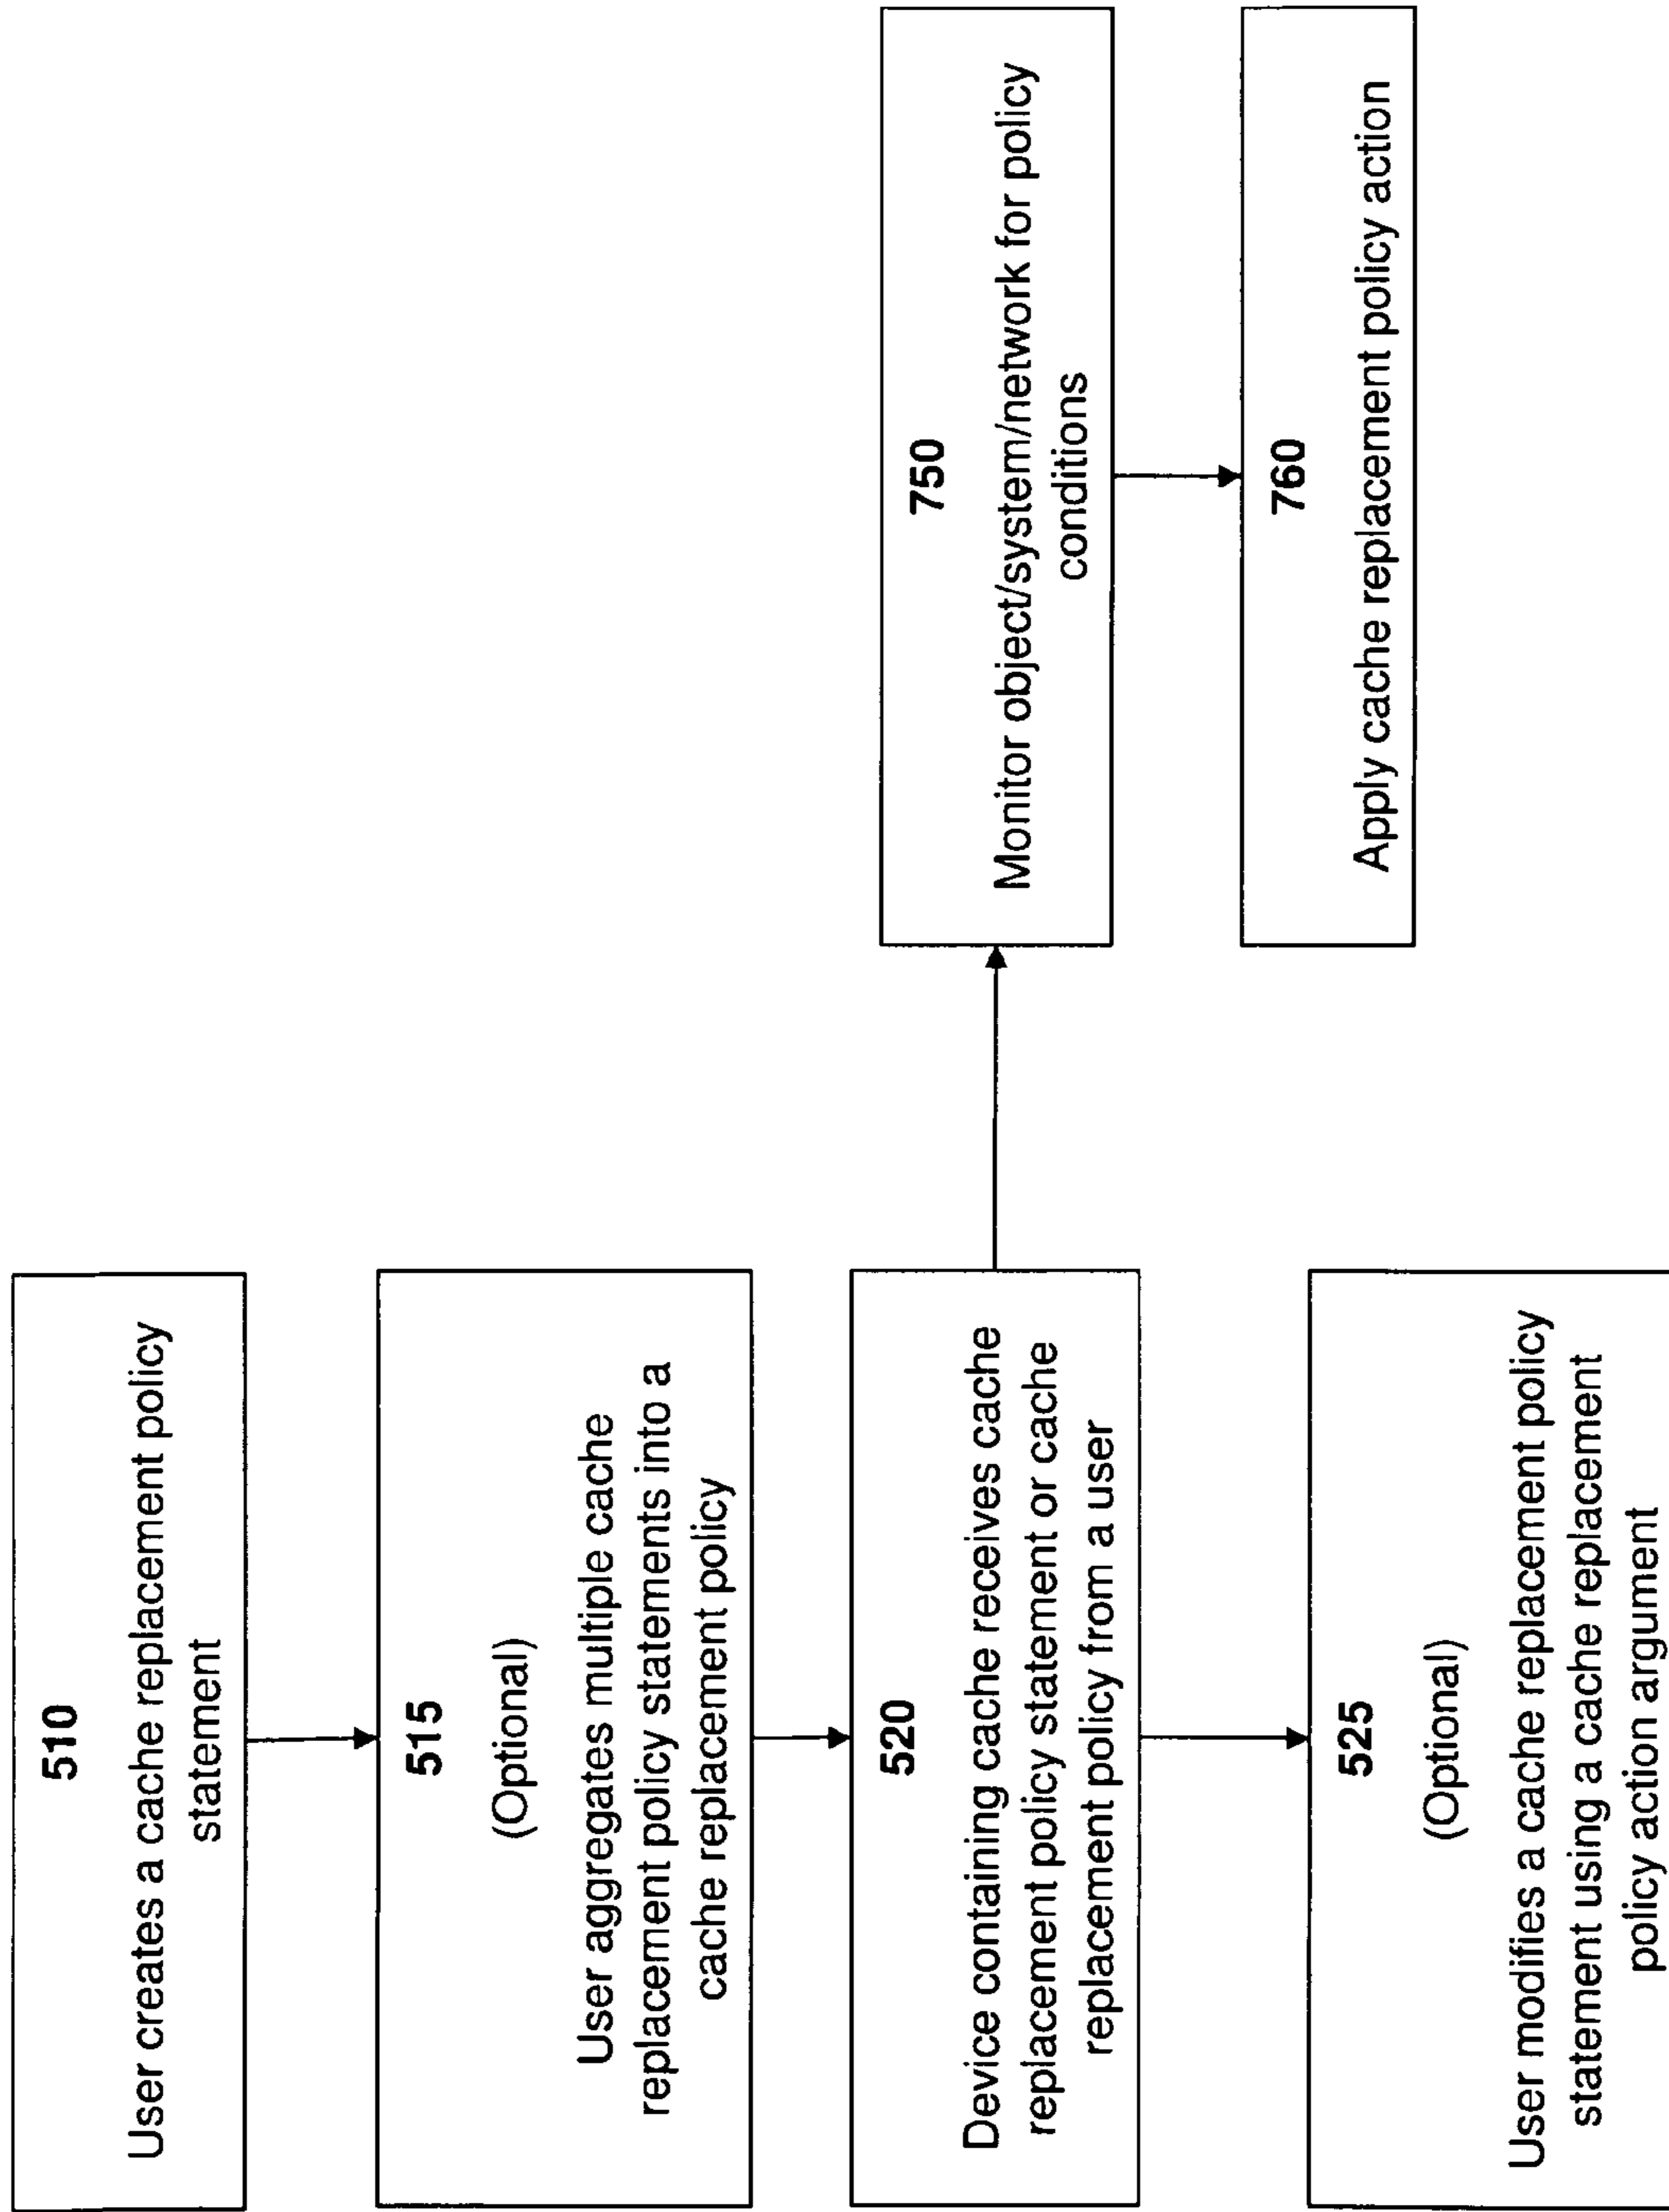 510
User creates a cache replacement policy
statement
515
(Optional)
User aggregates multiple cache
replacement policy statements into a
cache replacement policy
520
Device containing cache receives cache
replacement policy statement or cache
replacement policy from a user
525
(Optional)
User modifies a cache replacement policy
statement using a cache replacement
policy action argument
750
Monitor object/system/network for policy
conditions
760
Apply cache replacement policy action